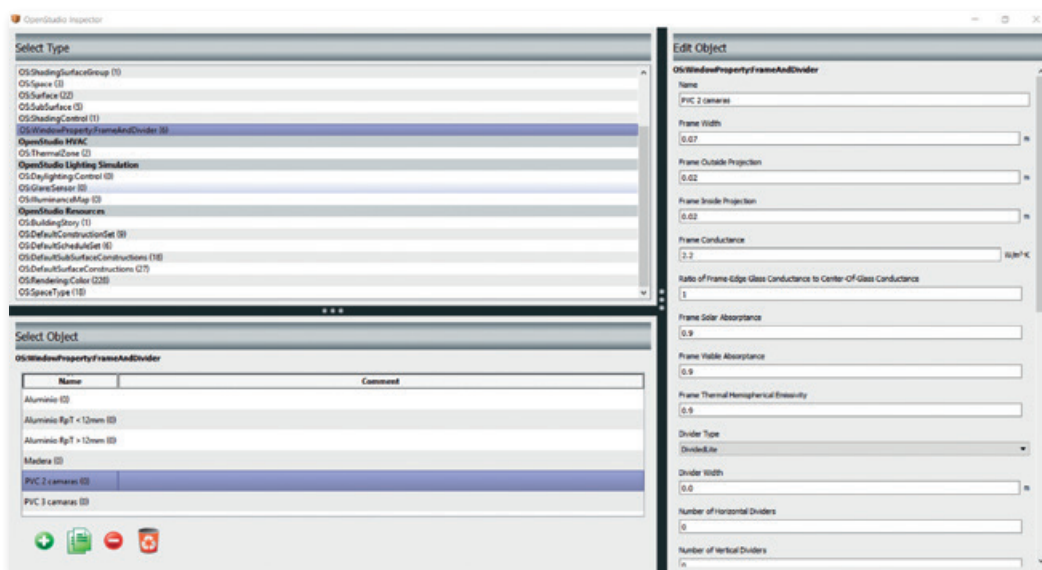 OpenStudio Inspector
Select Type
OS:ShadingSurfaceGroup (1)
OS:Space (3)
OS:Surface (22)
OS:SubSurface (5)
OS:ShadingControl (1)
OS:WindowProperty:FrameAndDivider (6)
OpenStudio HVAC
OS:ThermalZone (2)
OpenStudio Lighting Simulation
OS:Daylighting:Control (0)
OS:Glare:Sensor (0)
OS:IlluminanceMap (0)
OpenStudio Resources
OS:BuildingStory (1)
OS:DefaultConstructionSet (9)
OS:DefaultScheduleSet (6)
OS:DefaultSubSurfaceConstructions (18)
OS:DefaultSurfaceConstructions (27)
OS:Rendering:Color (228)
OS:SpaceType (18)
Select Object
OS:WindowProperty:FrameAndDivider
Name Comment
Aluminio (0)
Aluminio RpT <12mm (0)
Aluminio RpT >12mm (0)
Madera (0)
PVC 2 camaras (0)
PVC 3 camaras (0)
Edit Object
OS:WindowProperty:FrameAndDivider
Name
PVC 2 camaras
Frame Width
0.07 m
Frame Outside Projection
0.02 m
Frame Inside Projection
0.02 m
Frame Conductance
2.2 W/m²·K
Ratio of Frame-Edge Glass Conductance to Center-Of-Glass Conductance
1
Frame Solar Absorptance
0.9
Frame Visible Absorptance
0.9
Frame Thermal Hemispherical Emissivity
0.9
Divider Type
DividedLite
Divider Width
0.0 m
Number of Horizontal Dividers
0
Number of Vertical Dividers
0